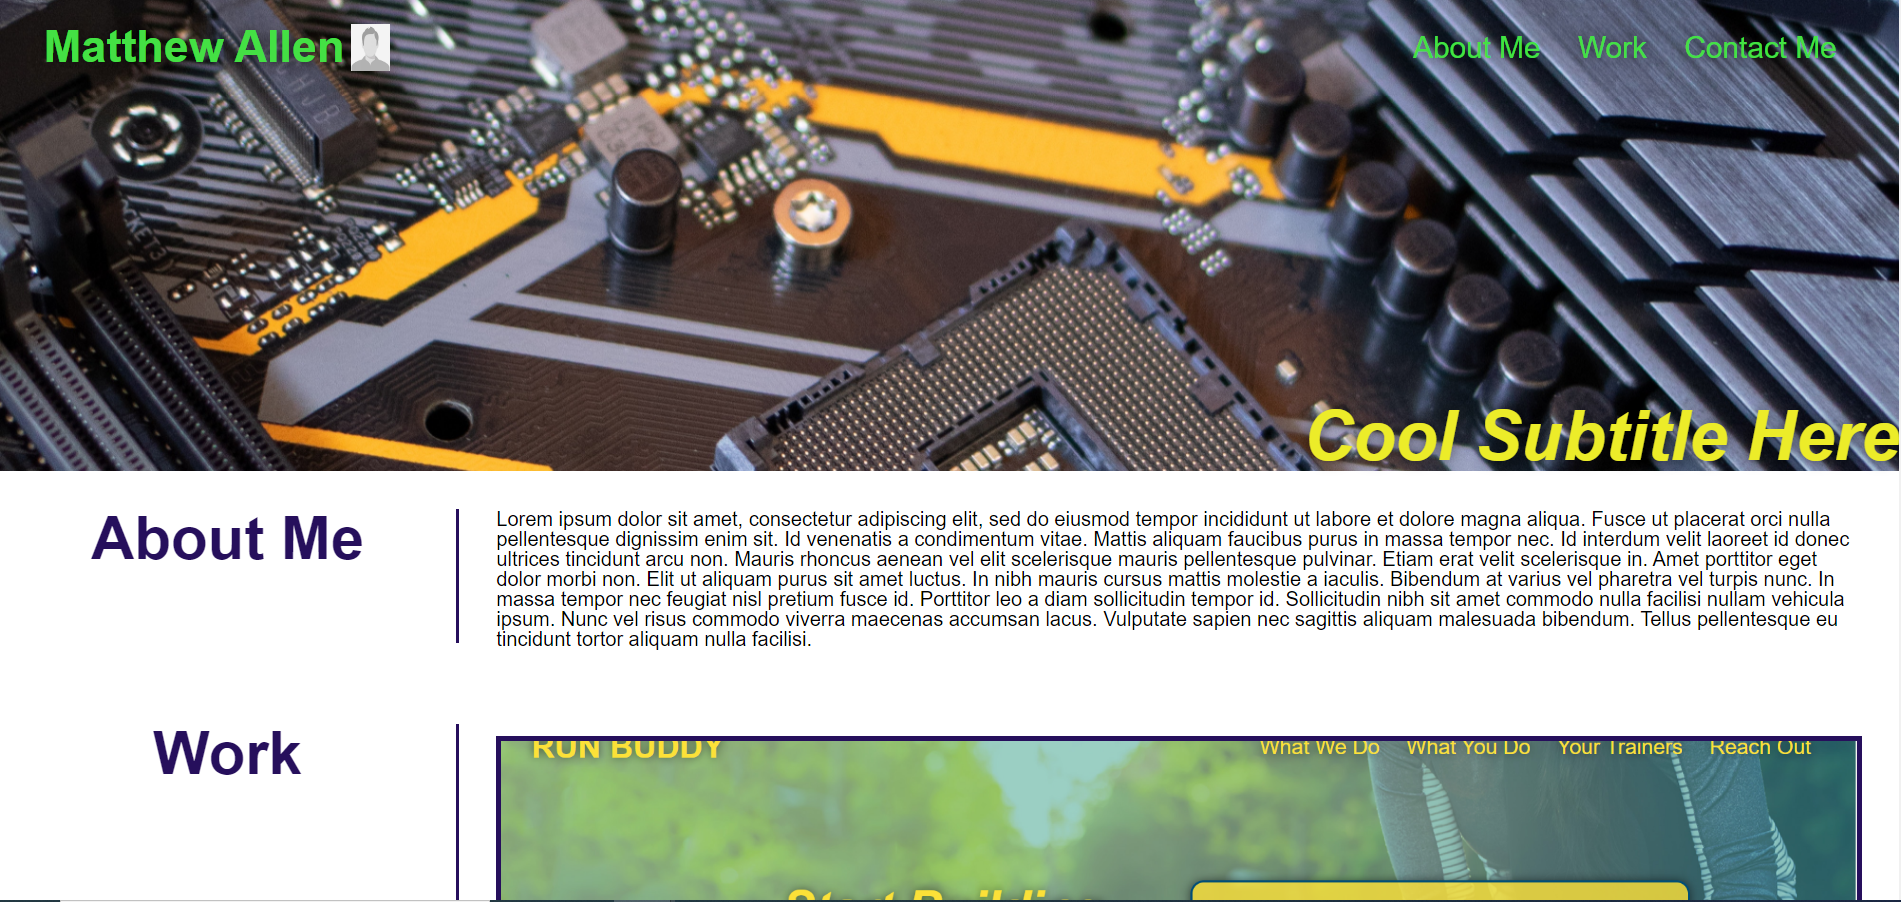 Matthew Allen
About Me Work Contact Me
HJB
Cool Subtitle Here
About Me
Lorem ipsum dolor sit amet, consectetur adipiscing elit, sed do eiusmod tempor incididunt ut labore et dolore magna aliqua. Fusce ut placerat orci nulla
pellentesque dignissim enim sit. Id venenatis a condimentum vitae. Mattis aliquam faucibus purus in massa tempor nec. Id interdum velit laoreet id donec
ultrices tincidunt arcu non. Mauris rhoncus aenean vel elit scelerisque mauris pellentesque pulvinar. Etiam erat velit scelerisque in. Amet porttitor eget
dolor morbi non. Elit ut aliquam purus sit amet luctus. In nibh mauris cursus mattis molestie a iaculis. Bibendum at varius vel pharetra vel turpis nunc. In
massa tempor nec feugiat nisl pretium fusce id. Porttitor leo a diam sollicitudin tempor id. Sollicitudin nibh sit amet commodo nulla facilisi nullam vehicula
ipsum. Nunc vel risus commodo viverra maecenas accumsan lacus. Vulputate sapien nec sagittis aliquam malesuada bibendum. Tellus pellentesque eu
tincidunt tortor aliquam nulla facilisi.
Work
RUN BUDDY
What We Do What You Do Your Trainers Reach Out
Start Building